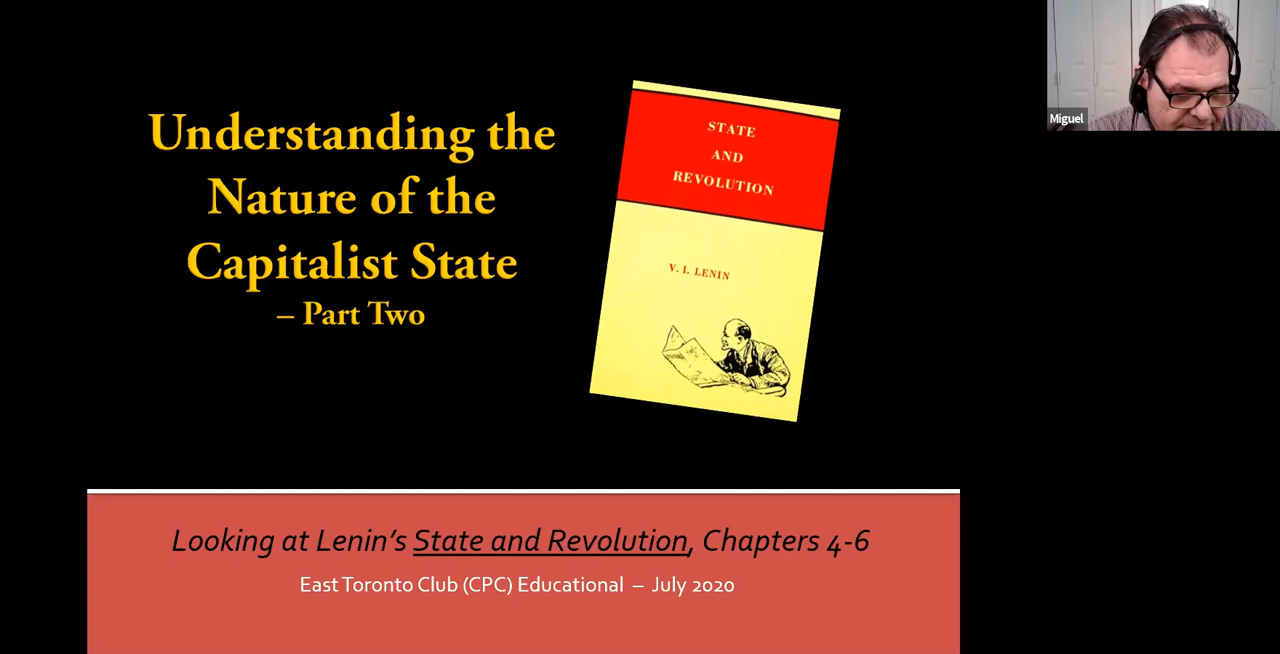 Understanding the
Nature of the
Capitalist State
– Part Two
STATE
AND
REVOLUTION
V. I. LENIN
Miguel
Looking at Lenin’s State and Revolution, Chapters 4-6
East Toronto Club (CPC) Educational – July 2020